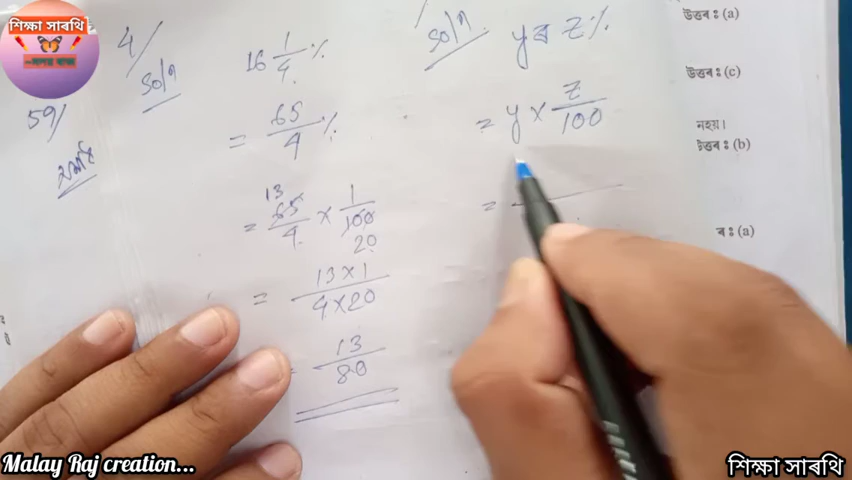 শিক্ষা সাৰথি
4/
Soln
16 1/4 %
= 65/4 %
= 13 65/4 × 1/100 20
= 13×1/4×20
= 13/80
59/
Soln
yৰ z%
= y × z/100
=
উত্তৰঃ (a)
উত্তৰঃ (c)
নহয়।
উত্তৰঃ (b)
ৰঃ (a)
Malay Raj creation...
শিক্ষা সাৰথি